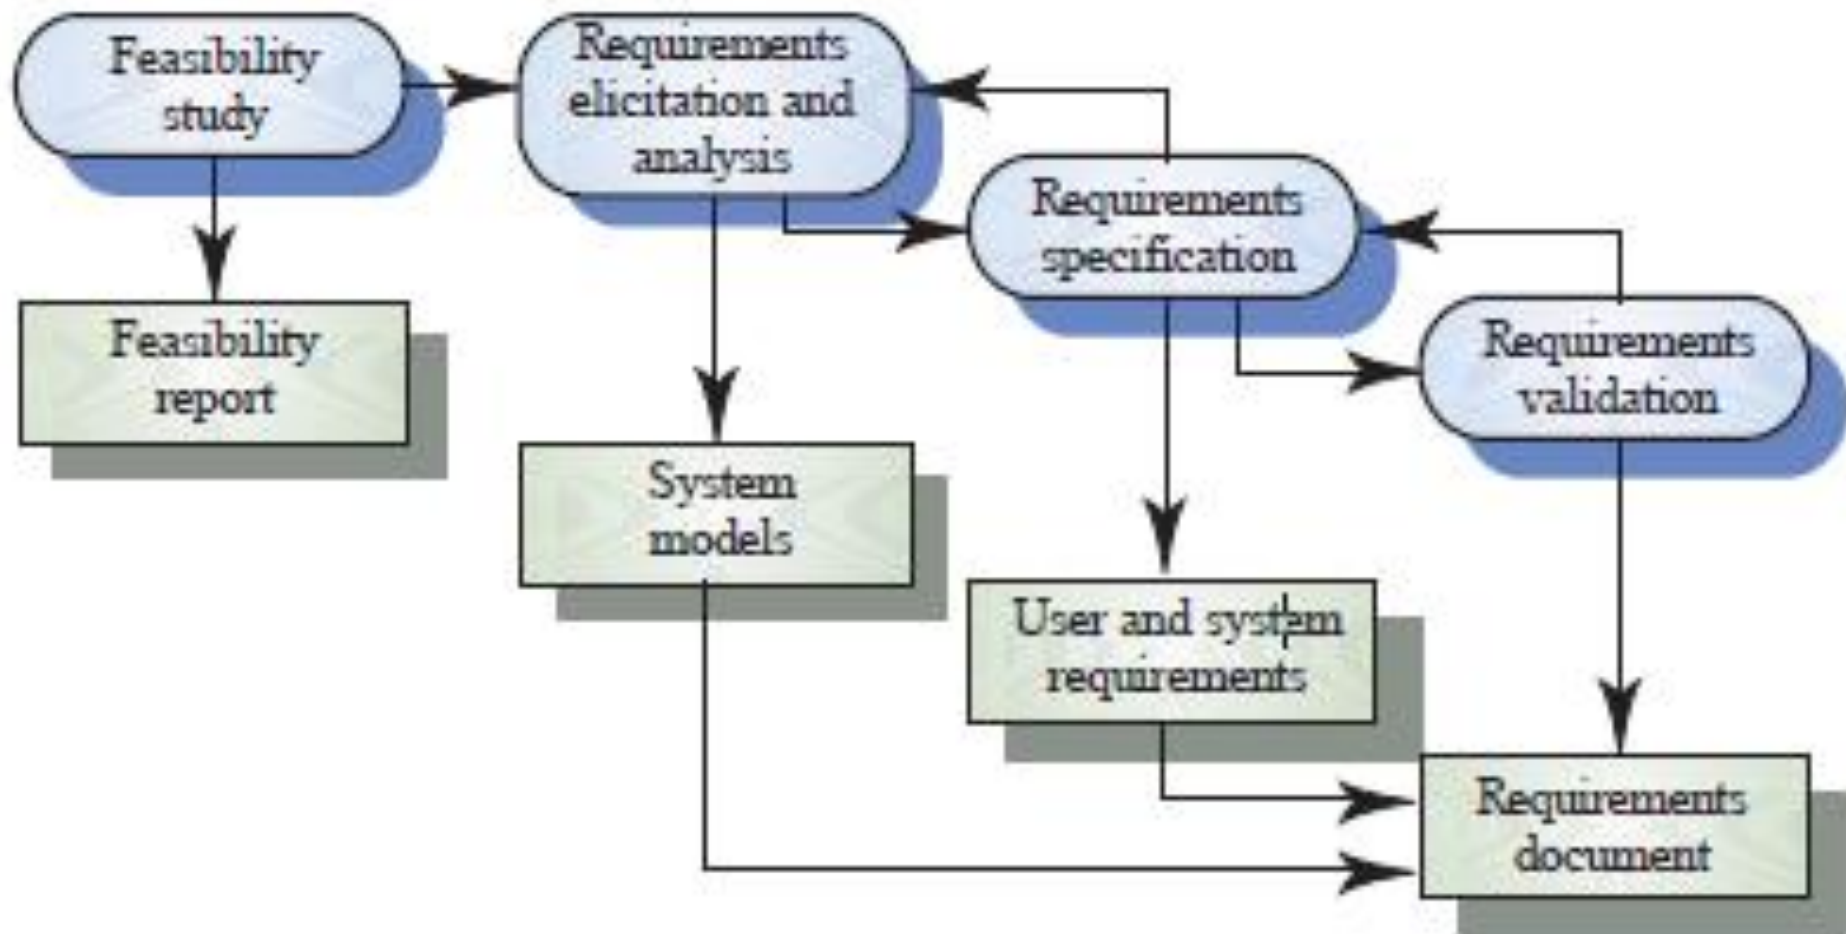 Feasibility
study
Requirements
elicitation and
analysis
Requirements
specification
Requirements
validation
Feasibility
report
System
models
User and system
requirements
Requirements
document